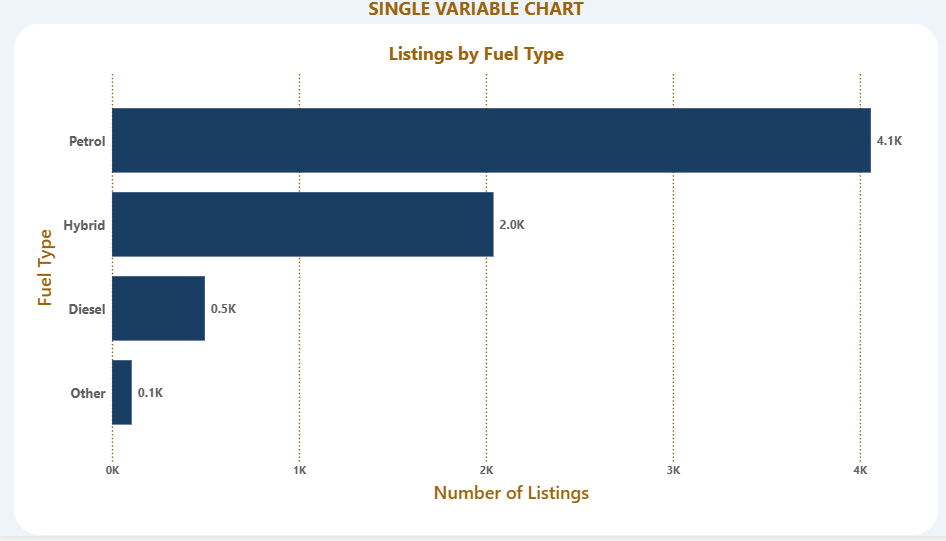 SINGLE VARIABLE CHART
Listings by Fuel Type
Petrol
4.1K
Hybrid
2.0K
Fuel Type
Diesel
0.5K
Other
0.1K
0K 1K 2K 3K 4K
Number of Listings